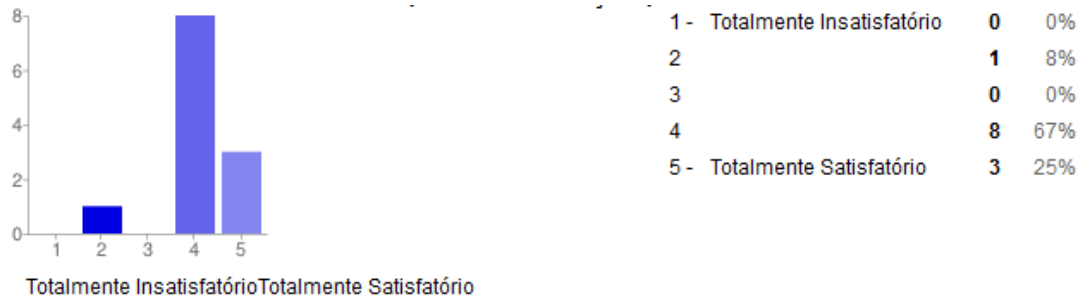 8
6
4
2
0
1 2 3 4 5
Totalmente InsatisfatórioTotalmente Satisfatório
1 - Totalmente Insatisfatório 0 0%
2 1 8%
3 0 0%
4 8 67%
5 - Totalmente Satisfatório 3 25%